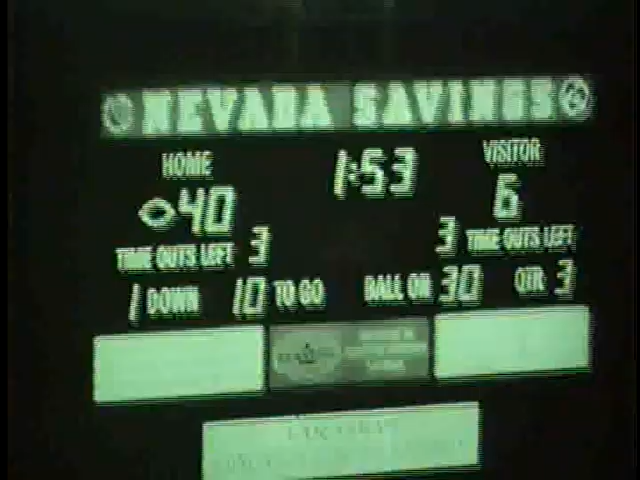 NEVADA SAVINGS
HOME 1:53 VISITOR
40 6
TIME OUTS LEFT 3 3 TIME OUTS LEFT
1 DOWN 10 TO GO BALL ON 30 QTR 3